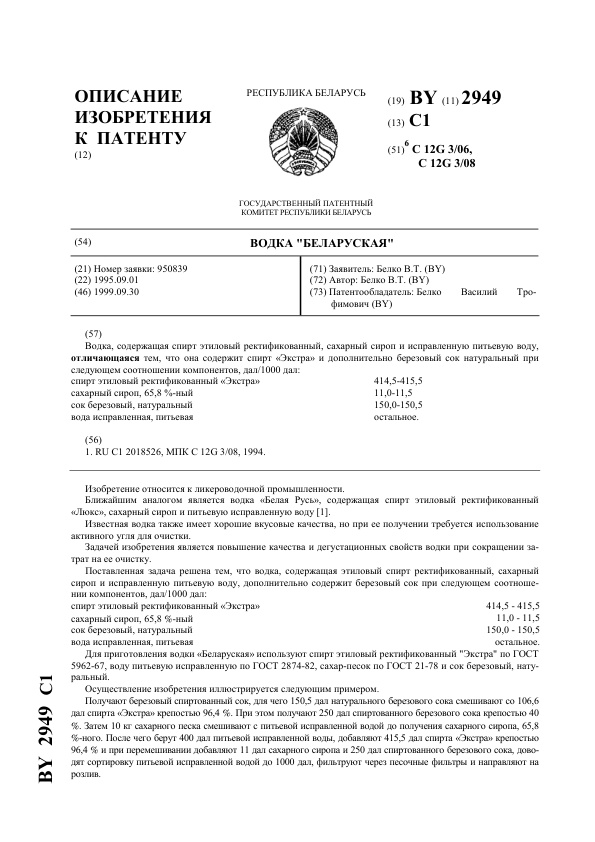 ОПИСАНИЕ
ИЗОБРЕТЕНИЯ
К ПАТЕНТУ
(12)
РЕСПУБЛИКА БЕЛАРУСЬ
ГОСУДАРСТВЕННЫЙ ПАТЕНТНЫЙ
КОМИТЕТ РЕСПУБЛИКИ БЕЛАРУСЬ
(19) BY (11) 2949
(13) C1
(51)6 C 12G 3/06,
C 12G 3/08
(54) ВОДКА "БЕЛАРУСКАЯ"
(21) Номер заявки: 950839
(22) 1995.09.01
(46) 1999.09.30
(71) Заявитель: Белко В.Т. (BY)
(72) Автор: Белко В.Т. (BY)
(73) Патентообладатель: Белко Василий Тро-
фимович (BY)
(57)
Водка, содержащая спирт этиловый ректификованный, сахарный сироп и исправленную питьевую воду,
отличающаяся тем, что она содержит спирт «Экстра» и дополнительно березовый сок натуральный при
следующем соотношении компонентов, дал/1000 дал:
спирт этиловый ректификованный «Экстра» 414,5-415,5
сахарный сироп, 65,8 %-ный 11,0-11,5
сок березовый, натуральный 150,0-150,5
вода исправленная, питьевая остальное.
(56)
1. RU C1 2018526, МПК C 12G 3/08, 1994.
Изобретение относится к ликероводочной промышленности.
Ближайшим аналогом является водка «Белая Русь», содержащая спирт этиловый ректификованный
«Люкс», сахарный сироп и питьевую исправленную воду [1].
Известная водка также имеет хорошие вкусовые качества, но при ее получении требуется использование
активного угля для очистки.
Задачей изобретения является повышение качества и дегустационных свойств водки при сокращении за-
трат на ее очистку.
Поставленная задача решена тем, что водка, содержащая этиловый спирт ректификованный, сахарный
сироп и исправленную питьевую воду, дополнительно содержит березовый сок при следующем соотноше-
нии компонентов, дал/1000 дал:
спирт этиловый ректификованный «Экстра» 414,5 - 415,5
сахарный сироп, 65,8 %-ный 11,0 - 11,5
сок березовый, натуральный 150,0 - 150,5
вода исправленная, питьевая остальное.
Для приготовления водки «Беларуская» используют спирт этиловый ректификованный "Экстра" по ГОСТ
5962-67, воду питьевую исправленную по ГОСТ 2874-82, сахар-песок по ГОСТ 21-78 и сок березовый, нату-
ральный.
Осуществление изобретения иллюстрируется следующим примером.
Получают березовый спиртованный сок, для чего 150,5 дал натурального березового сока смешивают со 106,6
дал спирта «Экстра» крепостью 96,4 %. При этом получают 250 дал спиртованного березового сока крепостью 40
%. Затем 10 кг сахарного песка смешивают с питьевой исправленной водой до получения сахарного сиропа, 65,8
%-ного. После чего берут 400 дал питьевой исправленной воды, добавляют 415,5 дал спирта «Экстра» крепостью
96,4 % и при перемешивании добавляют 11 дал сахарного сиропа и 250 дал спиртованного березового сока, дово-
дят сортировку питьевой исправленной водой до 1000 дал, фильтруют через песочные фильтры и направляют на
розлив.
BY 2949 C1